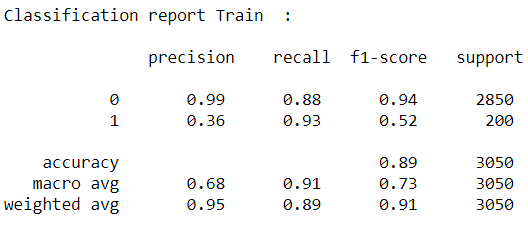 Classification report Train  :
precision    recall  f1-score   support
0       0.99      0.88      0.94      2850
1       0.36      0.93      0.52       200
accuracy                           0.89      3050
macro avg       0.68      0.91      0.73      3050
weighted avg       0.95      0.89      0.91      3050